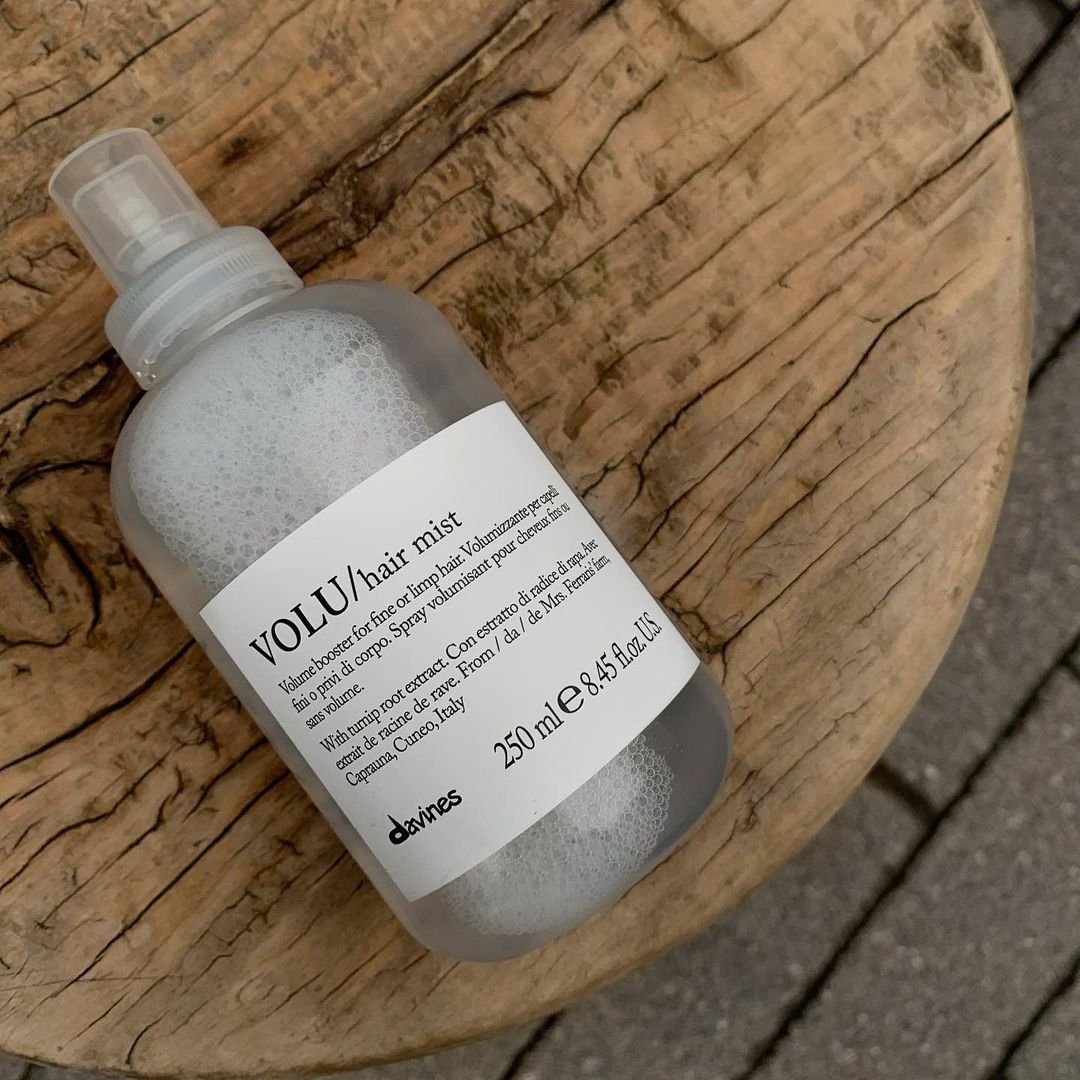 VOLU/hair mist
Volume booster for fine or limp hair. Volumizzante per capelli
fini o privi di corpo. Spray volumisant pour cheveux fins ou
sans volume.
With turnip root extract. Con estratto di radice di rapa. Avec
extrait de racine de rave. From / da / de Mrs. Ferraris farm,
Caprauna, Cuneo, Italy
250 ml ℮ 8.45 fl.oz. U.S.
davines